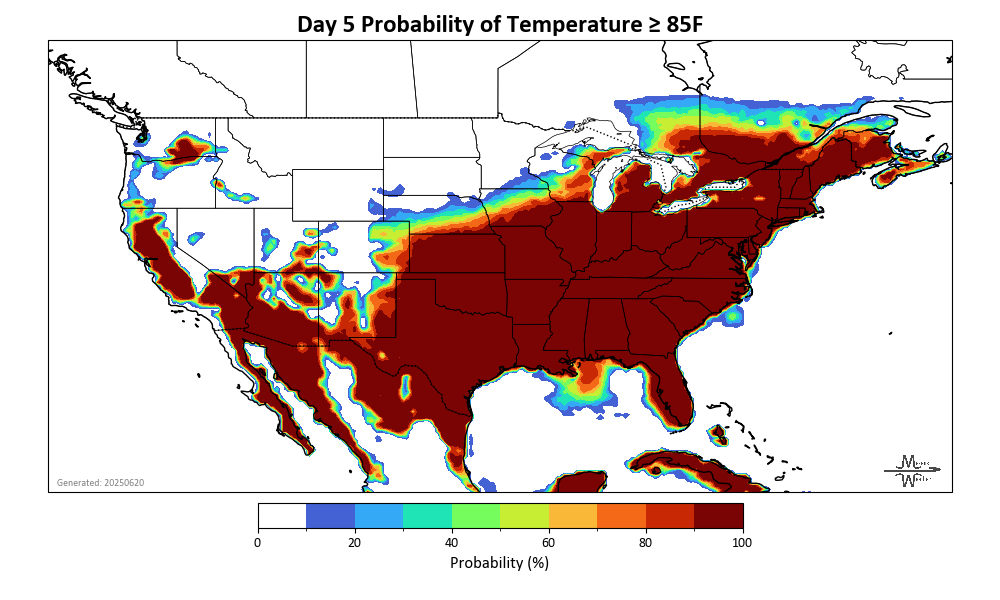 Day 5 Probability of Temperature ≥ 85F
Generated: 20250620
0 20 40 60 80 100
Probability (%)